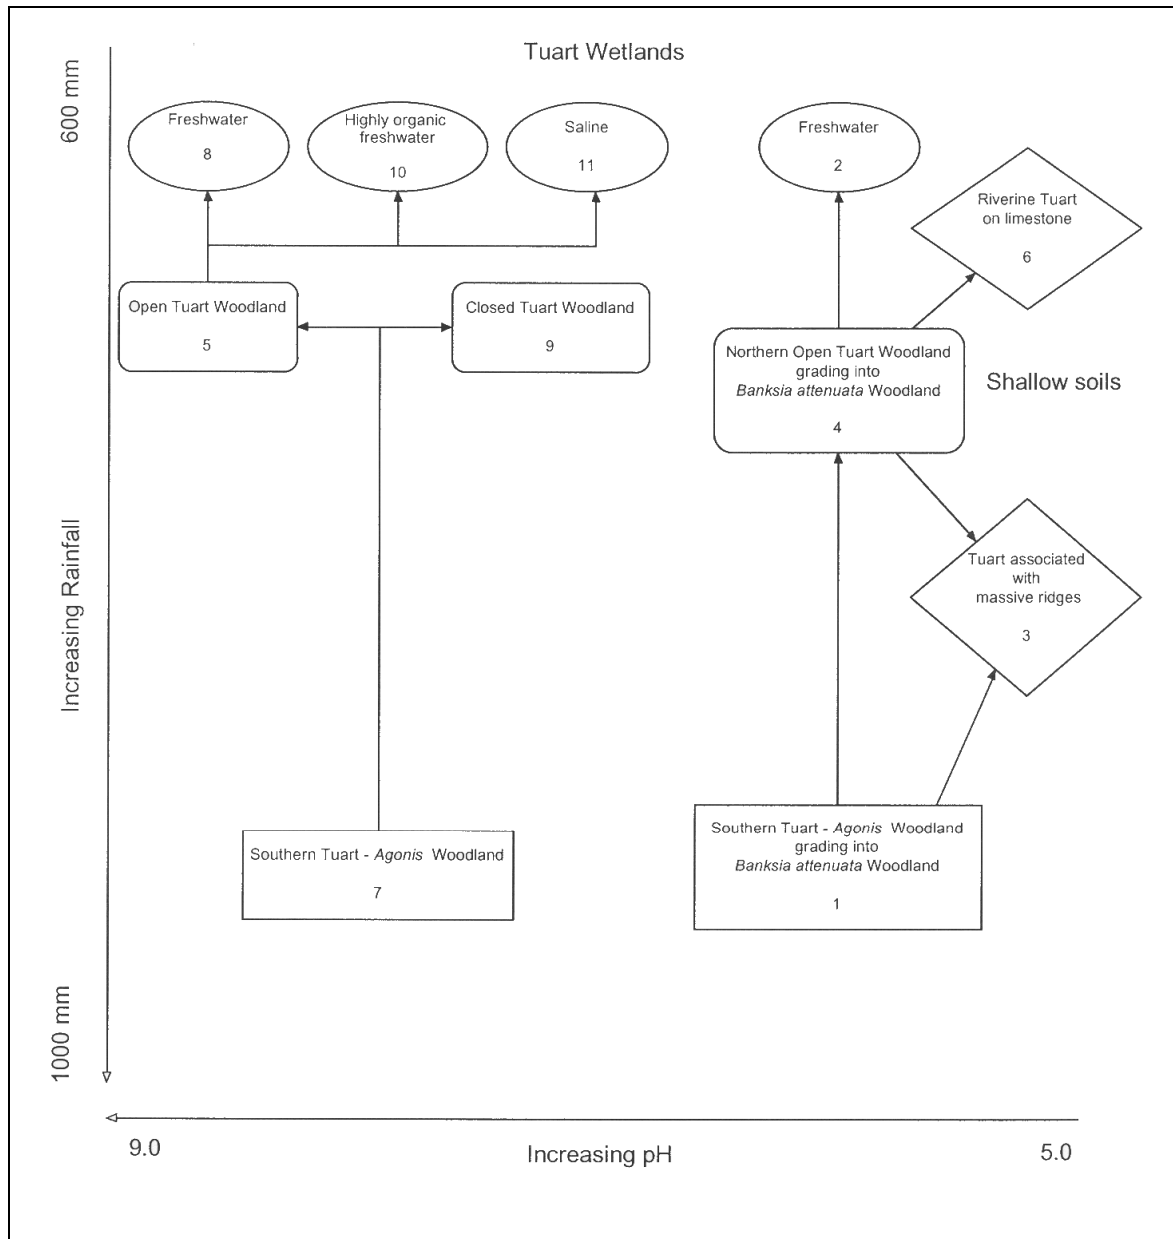 Tuart Wetlands
600 mm
Freshwater
8
Highly organic
freshwater
10
Saline
11
Freshwater
2
Riverine Tuart
on limestone
6
Open Tuart Woodland
5
Closed Tuart Woodland
9
Northern Open Tuart Woodland
grading into
Banksia attenuata Woodland
4
Shallow soils
Increasing Rainfall
Tuart associated
with
massive ridges
3
Southern Tuart - Agonis Woodland
7
Southern Tuart - Agonis Woodland
grading into
Banksia attenuata Woodland
1
1000 mm
9.0
Increasing pH
5.0